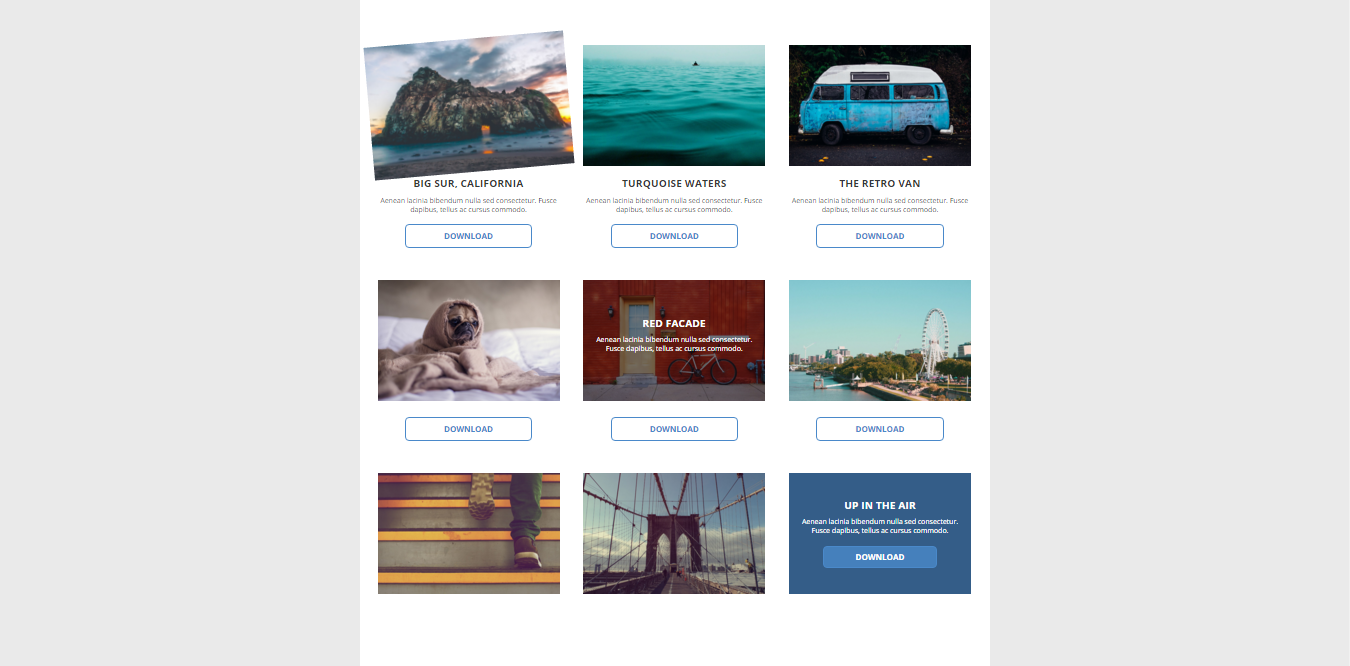 BIG SUR, CALIFORNIA
Aenean lacinia bibendum nulla sed consectetur. Fusce
dapibus, tellus ac cursus commodo.
DOWNLOAD
TURQUOISE WATERS
Aenean lacinia bibendum nulla sed consectetur. Fusce
dapibus, tellus ac cursus commodo.
DOWNLOAD
THE RETRO VAN
Aenean lacinia bibendum nulla sed consectetur. Fusce
dapibus, tellus ac cursus commodo.
DOWNLOAD
DOWNLOAD
RED FACADE
Aenean lacinia bibendum nulla sed consectetur.
Fusce dapibus, tellus ac cursus commodo.
DOWNLOAD
DOWNLOAD
UP IN THE AIR
Aenean lacinia bibendum nulla sed consectetur.
Fusce dapibus, tellus ac cursus commodo.
DOWNLOAD